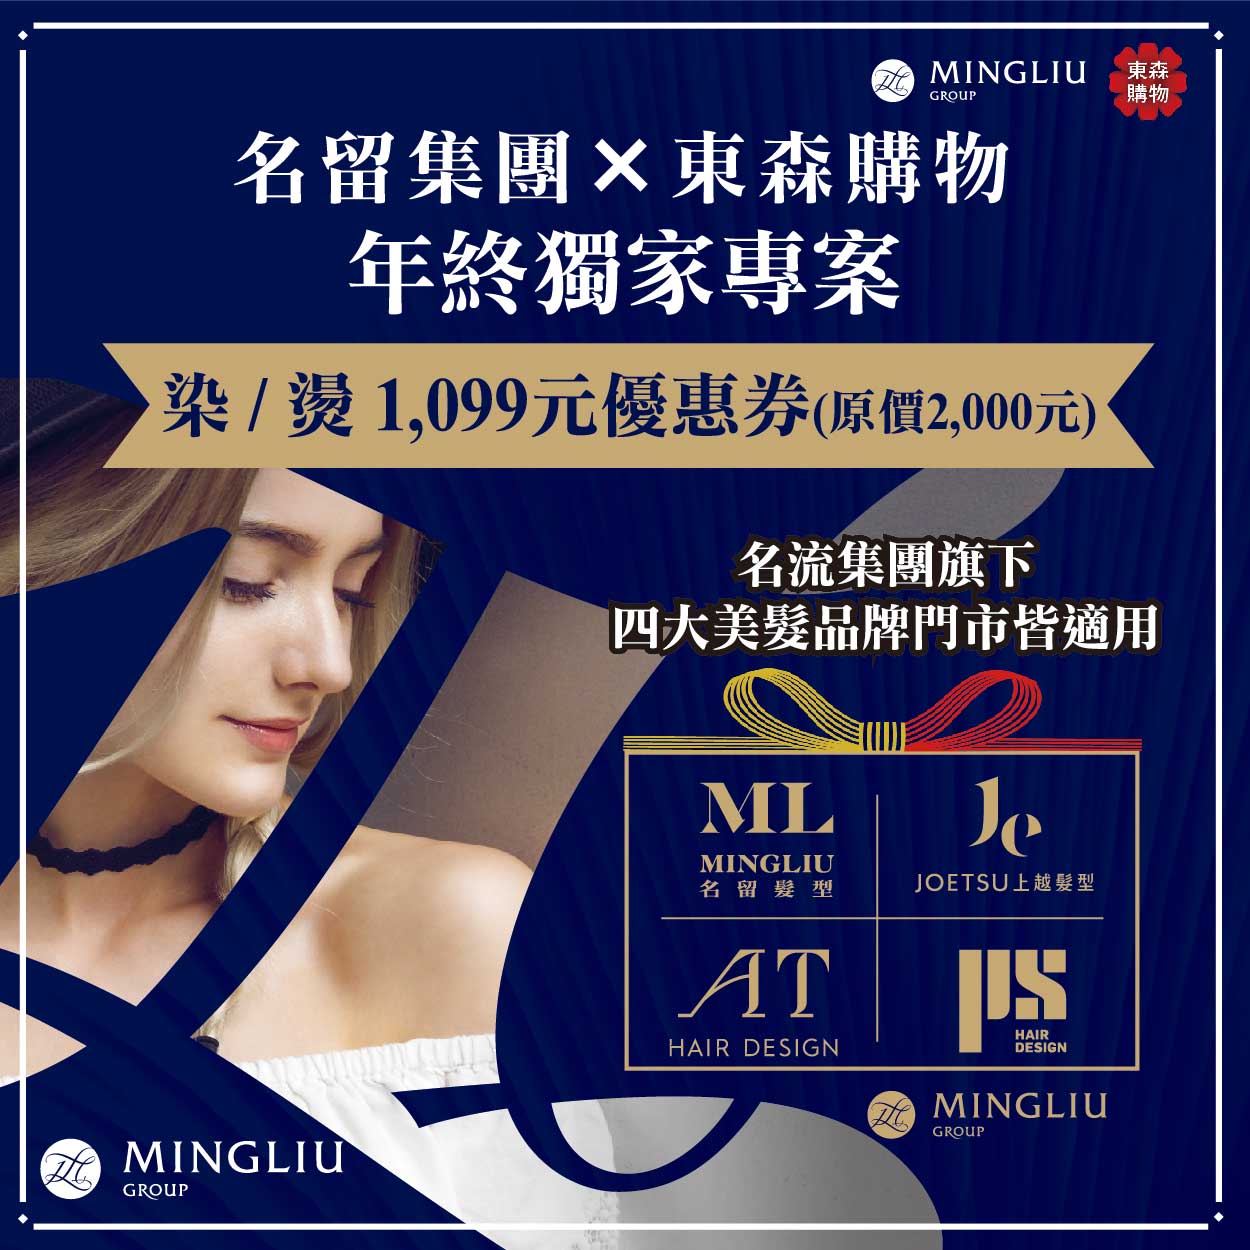 MINGLIU
GROUP
東森
購物
名留集團×東森購物
年終獨家專案
染 / 燙 1,099元優惠券(原價2,000元)
名流集團旗下
四大美髮品牌門市皆適用
ML
MINGLIU
名留髮型
Je
JOETSU上越髮型
AT
HAIR DESIGN
PS
HAIR
DESIGN
MINGLIU
GROUP
MINGLIU
GROUP